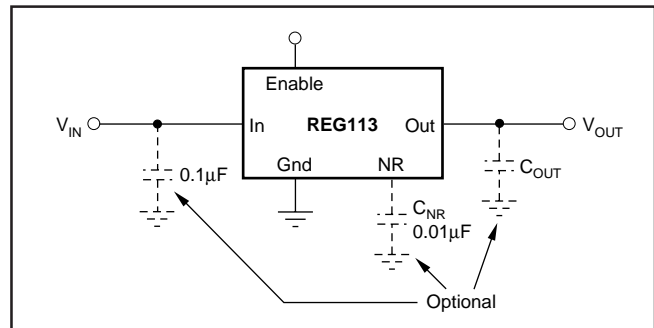 Enable
V_IN
In
REG113
Out
V_OUT
Gnd
NR
0.1μF
C_OUT
C_NR
0.01μF
Optional